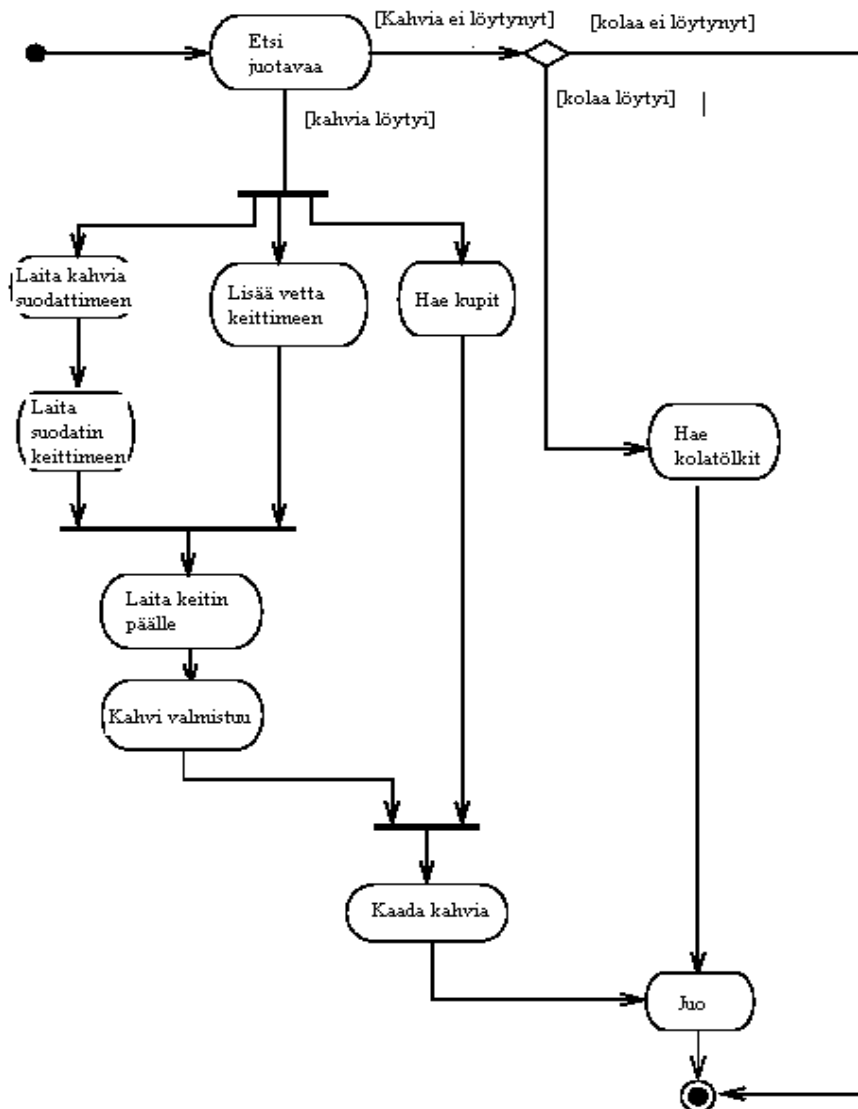 [Kahvia ei löytynyt]
[kolaa ei löytynyt]
Etsi
juotavaa
[kolaa löytyi]
[kahvia löytyi]
Laita kahvia
suodattimeen
Lisää vetta
keittimeen
Hae kupit
Laita
suodatin
keittimeen
Hae
kolatölkit
Laita keitin
päälle
Kahvi valmistuu
Kaada kahvia
Juo